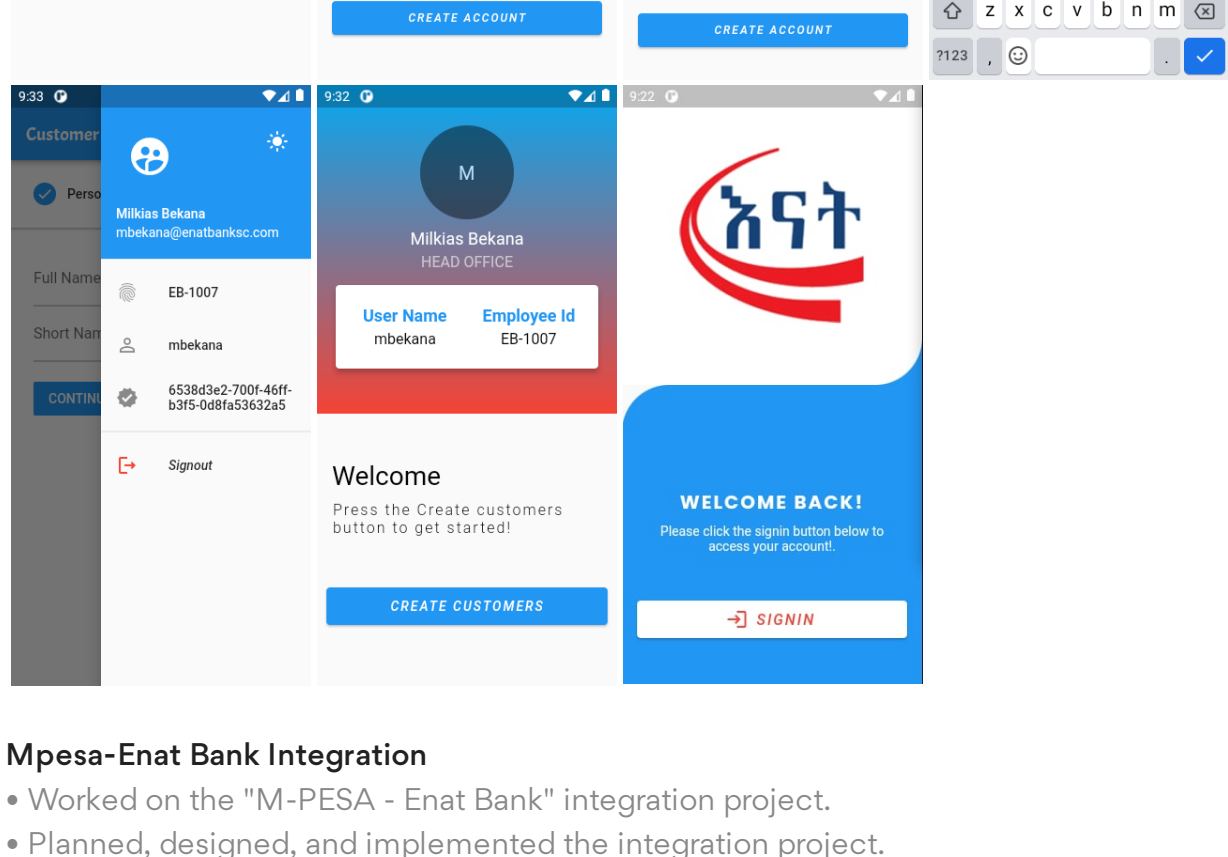 CREATE ACCOUNT
CREATE ACCOUNT
z x c v b n m
?123 , .
9:33
Customer
Perso
Full Name
Short Nam
CONTINU
Milkias Bekana
mbekana@enatbanksc.com
EB-1007
mbekana
6538d3e2-700f-46ff-
b3f5-0d8fa53632a5
Signout
9:32
M
Milkias Bekana
HEAD OFFICE
User Name Employee Id
mbekana EB-1007
Welcome
Press the Create customers
button to get started!
CREATE CUSTOMERS
9:22
እናት
WELCOME BACK!
Please click the signin button below to
access your account!.
SIGNIN
Mpesa-Enat Bank Integration
• Worked on the "M-PESA - Enat Bank" integration project.
• Planned, designed, and implemented the integration project.